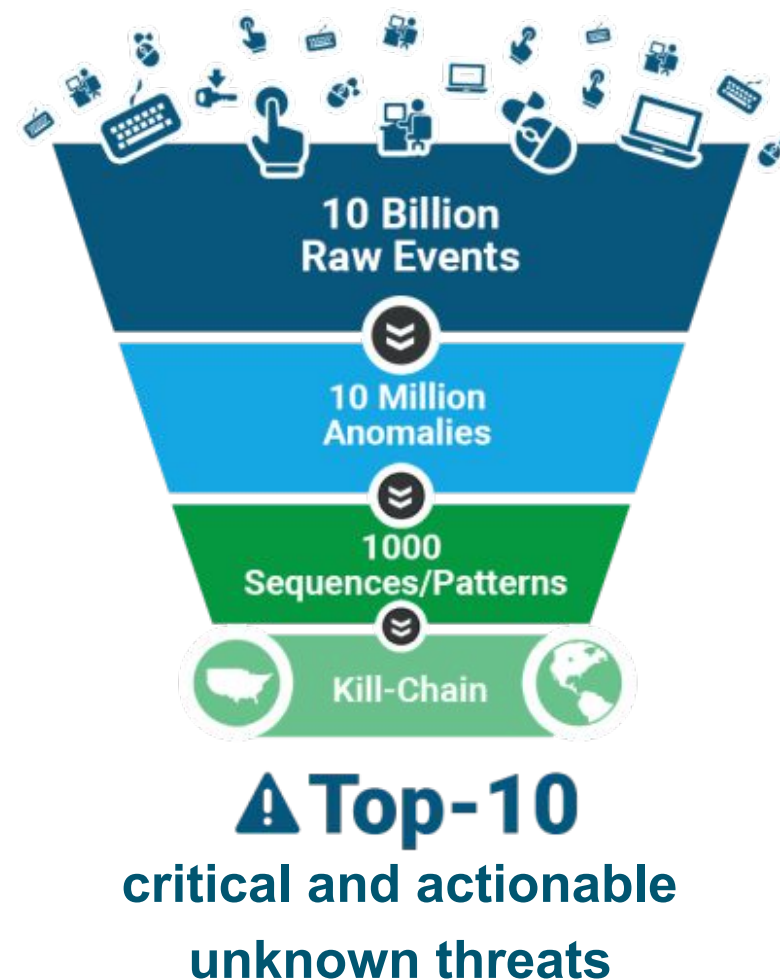 10 Billion
Raw Events
10 Million
Anomalies
1000
Sequences/Patterns
Kill-Chain
Top-10
critical and actionable
unknown threats